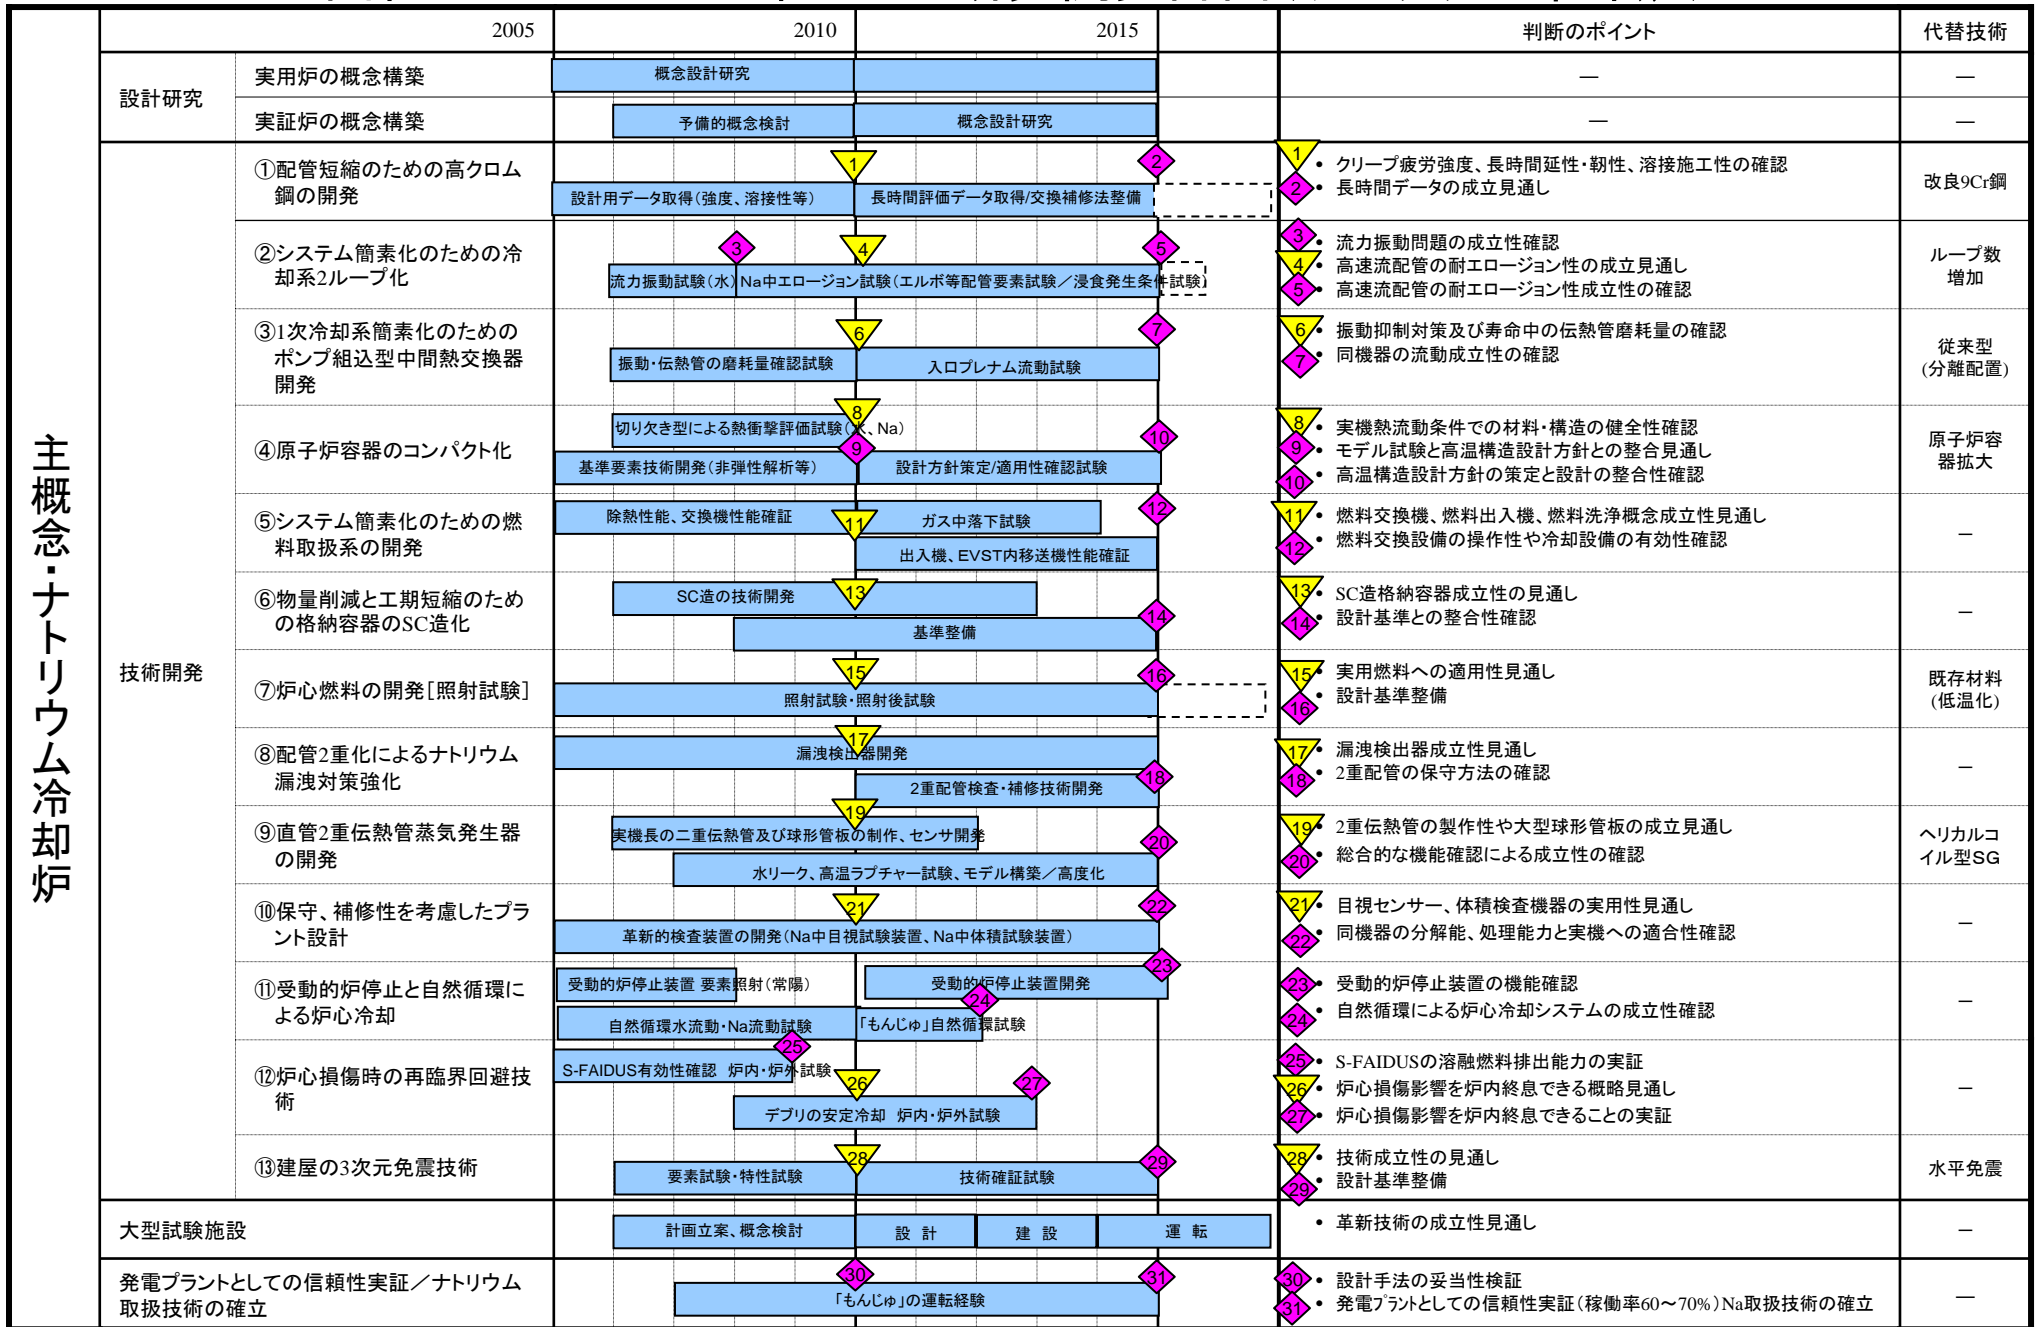 2005 2010 2015 判断のポイント 代替技術
主概念・ナトリウム冷却炉
設計研究
実用炉の概念構築 概念設計研究 — —
実証炉の概念構築 予備的概念検討 概念設計研究 — —
技術開発
①配管短縮のための高クロム
鋼の開発
1 2
設計用データ取得(強度、溶接性等) 長時間評価データ取得/交換補修法整備
1 • クリープ疲労強度、長時間延性・靭性、溶接施工性の確認
2 • 長時間データの成立見通し
改良9Cr鋼
②システム簡素化のための冷
却系2ループ化
3 4 5
流力振動試験(水) Na中エロージョン試験(エルボ等配管要素試験／浸食発生条件試験)
3 • 流力振動問題の成立性確認
4 • 高速流配管の耐エロージョン性の成立見通し
5 • 高速流配管の耐エロージョン性成立性の確認
ループ数
増加
③1次冷却系簡素化のための
ポンプ組込型中間熱交換器
開発
6 7
振動・伝熱管の磨耗量確認試験 入口プレナム流動試験
6 • 振動抑制対策及び寿命中の伝熱管磨耗量の確認
7 • 同機器の流動成立性の確認
従来型
(分離配置)
④原子炉容器のコンパクト化
8
切り欠き型による熱衝撃評価試験(水、Na)
9 10
基準要素技術開発(非弾性解析等) 設計方針策定/適用性確認試験
8 • 実機熱流動条件での材料・構造の健全性確認
9 • モデル試験と高温構造設計方針との整合見通し
10 • 高温構造設計方針の策定と設計の整合性確認
原子炉容
器拡大
⑤システム簡素化のための燃
料取扱系の開発
除熱性能、交換機性能確証 11 ガス中落下試験 12
出入機、EVST内移送機性能確証
11 • 燃料交換機、燃料出入機、燃料洗浄概念成立性見通し
12 • 燃料交換設備の操作性や冷却設備の有効性確認
—
⑥物量削減と工期短縮のため
の格納容器のSC造化
SC造の技術開発 13
基準整備 14
13 • SC造格納容器成立性の見通し
14 • 設計基準との整合性確認
—
⑦炉心燃料の開発[照射試験]
15 16
照射試験・照射後試験
15 • 実用燃料への適用性見通し
16 • 設計基準整備
既存材料
(低温化)
⑧配管2重化によるナトリウム
漏洩対策強化
17
漏洩検出器開発
2重配管検査・補修技術開発 18
17 • 漏洩検出器成立性見通し
18 • 2重配管の保守方法の確認
—
⑨直管2重伝熱管蒸気発生器
の開発
19
実機長の二重伝熱管及び球形管板の制作、センサ開発
20
水リーク、高温ラプチャー試験、モデル構築／高度化
19 • 2重伝熱管の製作性や大型球形管板の成立見通し
20 • 総合的な機能確認による成立性の確認
ヘリカルコ
イル型SG
⑩保守、補修性を考慮したプラ
ント設計
21 22
革新的検査装置の開発(Na中目視試験装置、Na中体積試験装置)
21 • 目視センサー、体積検査機器の実用性見通し
22 • 同機器の分解能、処理能力と実機への適合性確認
—
⑪受動的炉停止と自然循環に
よる炉心冷却
受動的炉停止装置 要素照射(常陽) 受動的炉停止装置開発 23
24
自然循環水流動・Na流動試験 「もんじゅ」自然循環試験
23 • 受動的炉停止装置の機能確認
24 • 自然循環による炉心冷却システムの成立性確認
—
⑫炉心損傷時の再臨界回避技
術
25
S-FAIDUS有効性確認 炉内・炉外試験
26 27
デブリの安定冷却 炉内・炉外試験
25 • S-FAIDUSの溶融燃料排出能力の実証
26 • 炉心損傷影響を炉内終息できる概略見通し
27 • 炉心損傷影響を炉内終息できることの実証
—
⑬建屋の3次元免震技術
28 29
要素試験・特性試験 技術確証試験
28 • 技術成立性の見通し
29 • 設計基準整備
水平免震
大型試験施設
計画立案、概念検討 設 計 建 設 運 転
• 革新技術の成立性見通し
—
発電プラントとしての信頼性実証／ナトリウム
取扱技術の確立
30 31
「もんじゅ」の運転経験
30 • 設計手法の妥当性検証
31 • 発電プラントとしての信頼性実証(稼働率60～70%)Na取扱技術の確立
—